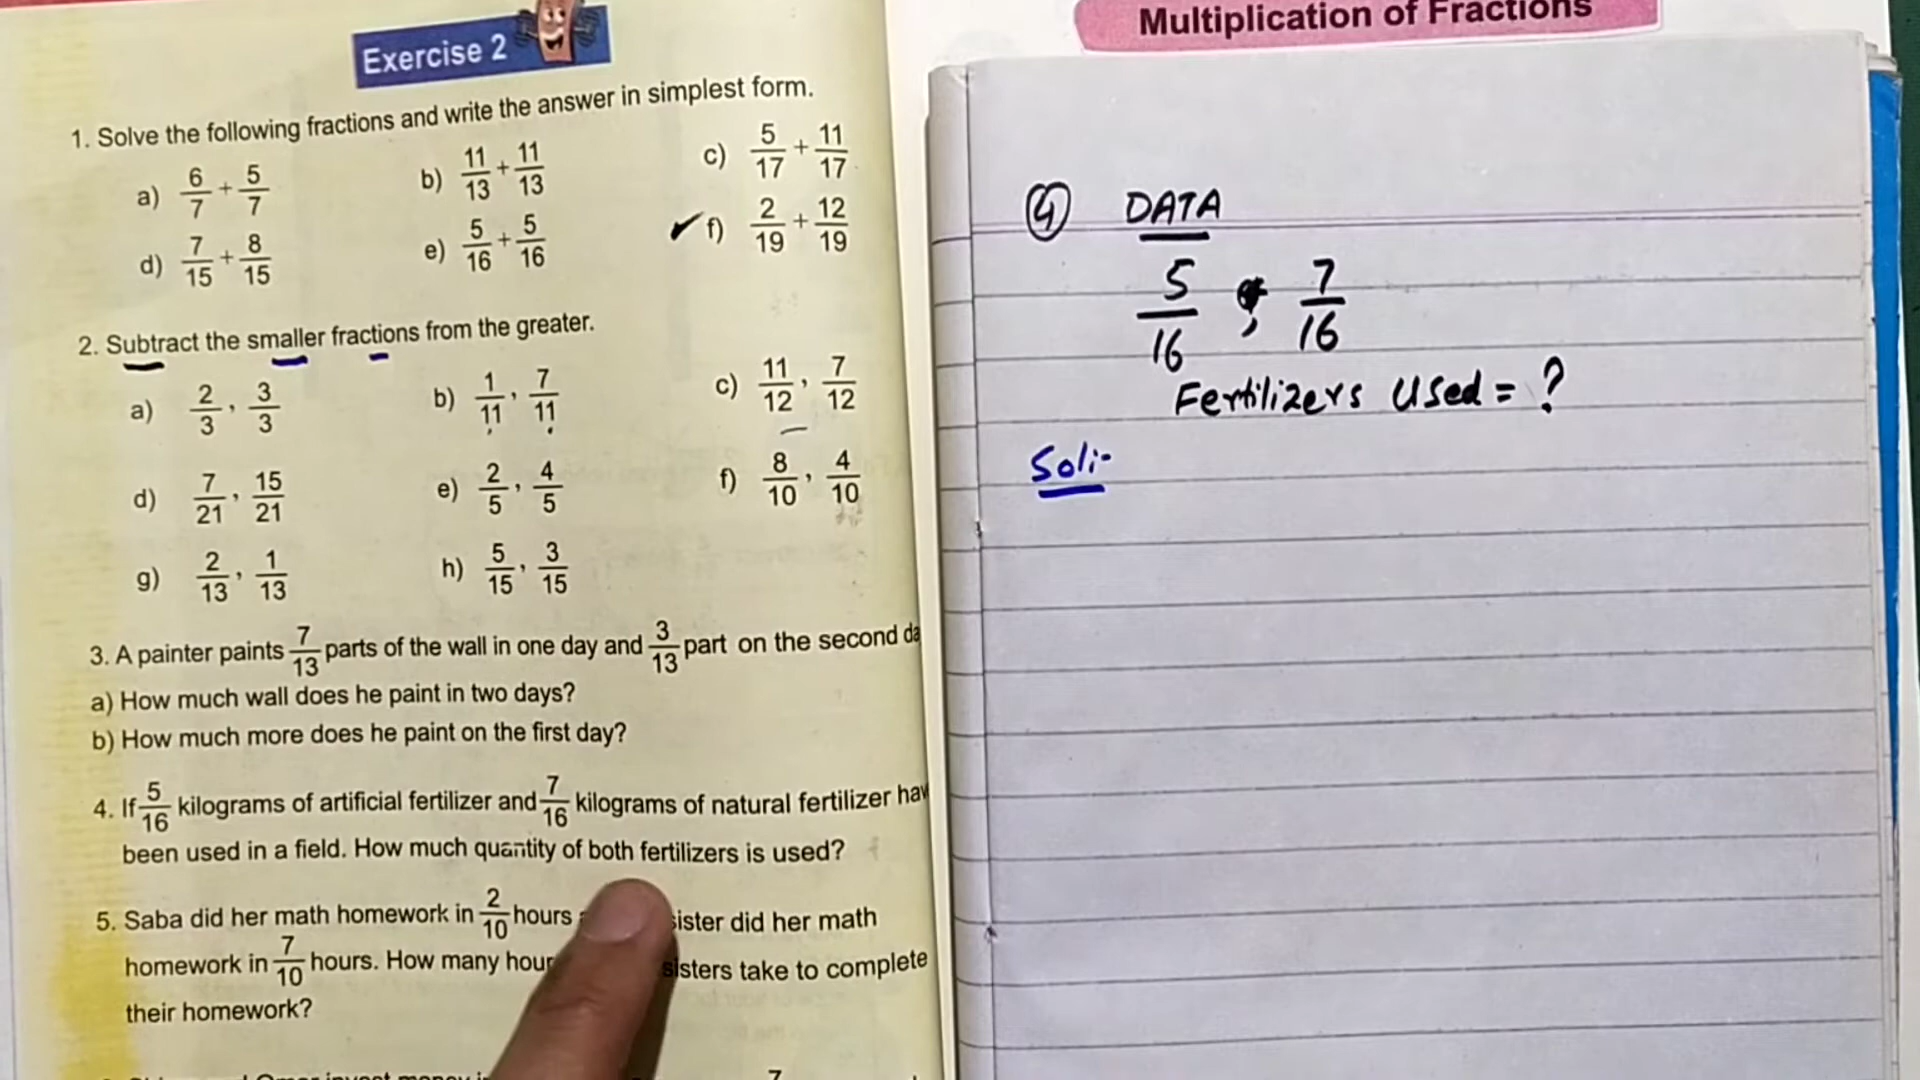 Exercise 2
1. Solve the following fractions and write the answer in simplest form.
a) 6/7 + 5/7 b) 11/13 + 11/13 c) 5/17 + 11/17
d) 7/15 + 8/15 e) 5/16 + 5/16 f) 2/19 + 12/19
2. Subtract the smaller fractions from the greater.
a) 2/3 , 3/3 b) 1/11 , 7/11 c) 11/12 , 7/12
d) 7/21 , 15/21 e) 2/5 , 4/5 f) 8/10 , 4/10
g) 2/13 , 1/13 h) 5/15 , 3/15
3. A painter paints 7/13 parts of the wall in one day and 3/13 part on the second da
a) How much wall does he paint in two days?
b) How much more does he paint on the first day?
4. If 5/16 kilograms of artificial fertilizer and 7/16 kilograms of natural fertilizer hav
been used in a field. How much quantity of both fertilizers is used?
5. Saba did her math homework in 2/10 hours sister did her math
homework in 7/10 hours. How many hour sisters take to complete
their homework?
Multiplication of Fractions
4 DATA
5/16 , 7/16
Fertilizers Used = ?
Sol:-